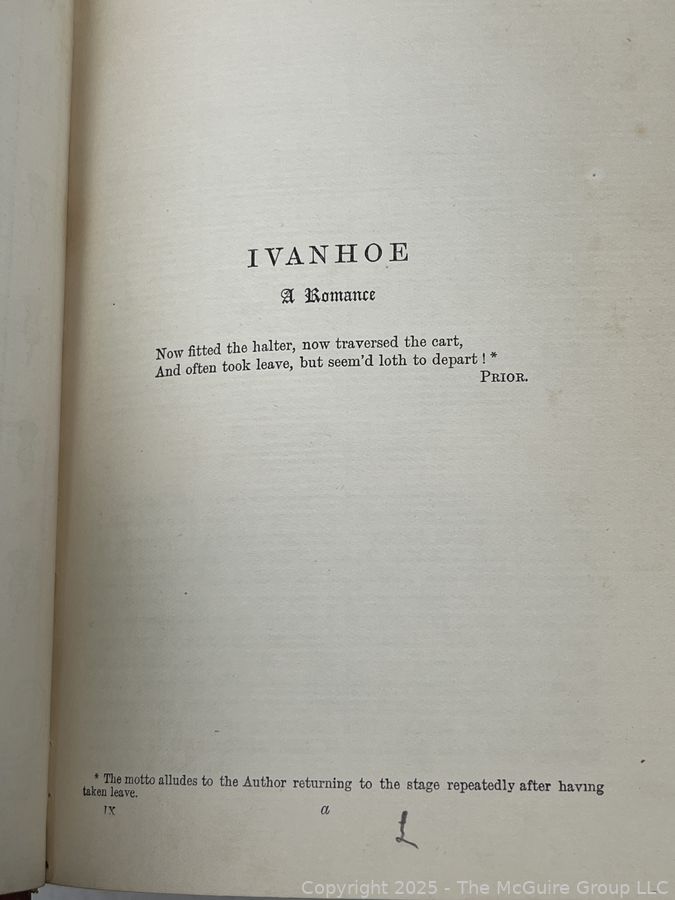 IVANHOE
A Romance
Now fitted the halter, now traversed the cart,
And often took leave, but seem'd loth to depart ! *
PRIOR.
* The motto alludes to the Author returning to the stage repeatedly after having
taken leave.
IX a
£
Copyright 2025 - The McGuire Group LLC